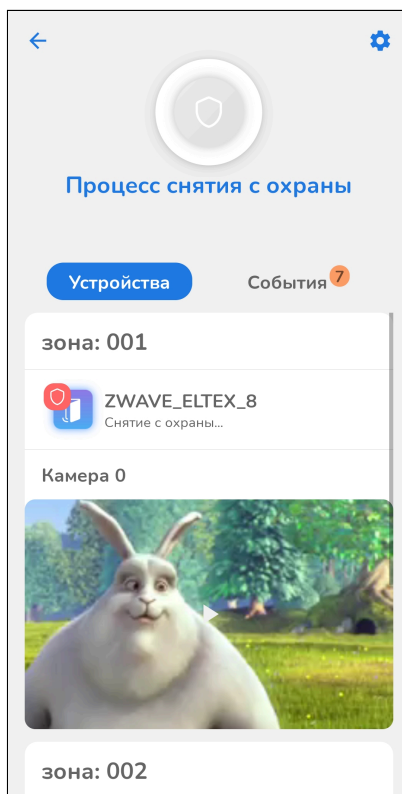 Процесс снятия с охраны
Устройства
События 7
зона: 001
ZWAVE_ELTEX_8
Снятие с охраны...
Камера 0
зона: 002